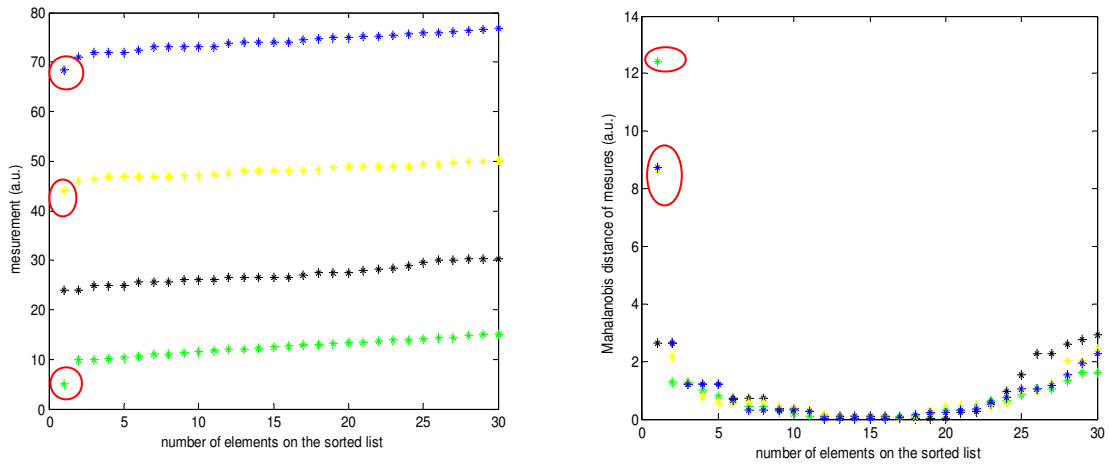 80
70
60
50
40
30
20
10
0
mesurement (a.u.)
0 5 10 15 20 25 30
number of elements on the sorted list
14
12
10
8
6
4
2
0
Mahalanobis distance of mesures (a.u.)
0 5 10 15 20 25 30
number of elements on the sorted list